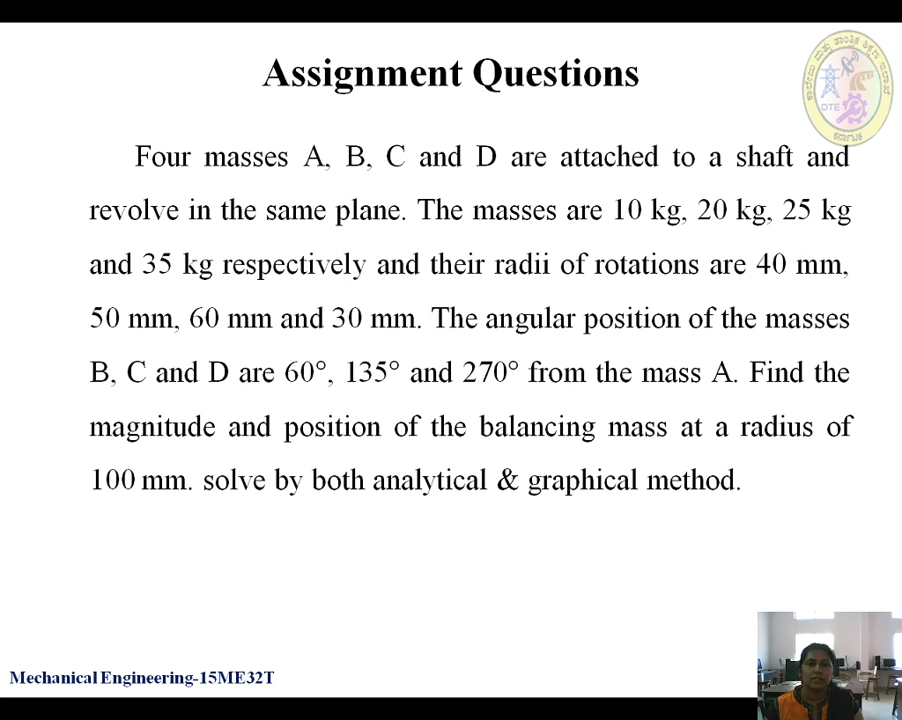 Assignment Questions
Four masses A, B, C and D are attached to a shaft and
revolve in the same plane. The masses are 10 kg, 20 kg, 25 kg
and 35 kg respectively and their radii of rotations are 40 mm,
50 mm, 60 mm and 30 mm. The angular position of the masses
B, C and D are 60°, 135° and 270° from the mass A. Find the
magnitude and position of the balancing mass at a radius of
100 mm. solve by both analytical & graphical method.
DTE
Mechanical Engineering-15ME32T